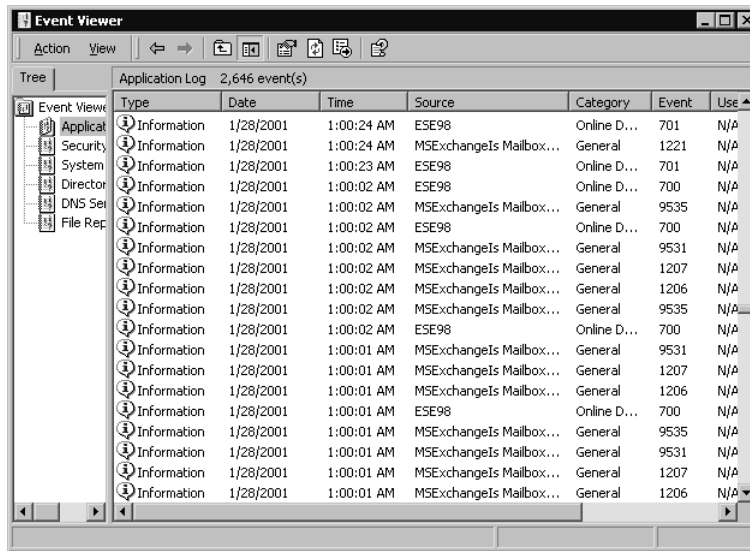 Event Viewer
Action View
Tree
Application Log 2,646 event(s)
Event Viewe
Applicat
Security
System
Director
DNS Ser
File Rep
Type Date Time Source Category Event Use
Information 1/28/2001 1:00:24 AM ESE98 Online D... 701 N/A
Information 1/28/2001 1:00:24 AM MSExchangeIs Mailbox... General 1221 N/A
Information 1/28/2001 1:00:23 AM ESE98 Online D... 701 N/A
Information 1/28/2001 1:00:02 AM ESE98 Online D... 700 N/A
Information 1/28/2001 1:00:02 AM MSExchangeIs Mailbox... General 9535 N/A
Information 1/28/2001 1:00:02 AM ESE98 Online D... 700 N/A
Information 1/28/2001 1:00:02 AM MSExchangeIs Mailbox... General 9531 N/A
Information 1/28/2001 1:00:02 AM MSExchangeIs Mailbox... General 1207 N/A
Information 1/28/2001 1:00:02 AM MSExchangeIs Mailbox... General 1206 N/A
Information 1/28/2001 1:00:02 AM MSExchangeIs Mailbox... General 9535 N/A
Information 1/28/2001 1:00:02 AM ESE98 Online D... 700 N/A
Information 1/28/2001 1:00:01 AM MSExchangeIs Mailbox... General 9531 N/A
Information 1/28/2001 1:00:01 AM MSExchangeIs Mailbox... General 1207 N/A
Information 1/28/2001 1:00:01 AM MSExchangeIs Mailbox... General 1206 N/A
Information 1/28/2001 1:00:01 AM ESE98 Online D... 700 N/A
Information 1/28/2001 1:00:01 AM MSExchangeIs Mailbox... General 9535 N/A
Information 1/28/2001 1:00:01 AM MSExchangeIs Mailbox... General 9531 N/A
Information 1/28/2001 1:00:01 AM MSExchangeIs Mailbox... General 1207 N/A
Information 1/28/2001 1:00:01 AM MSExchangeIs Mailbox... General 1206 N/A